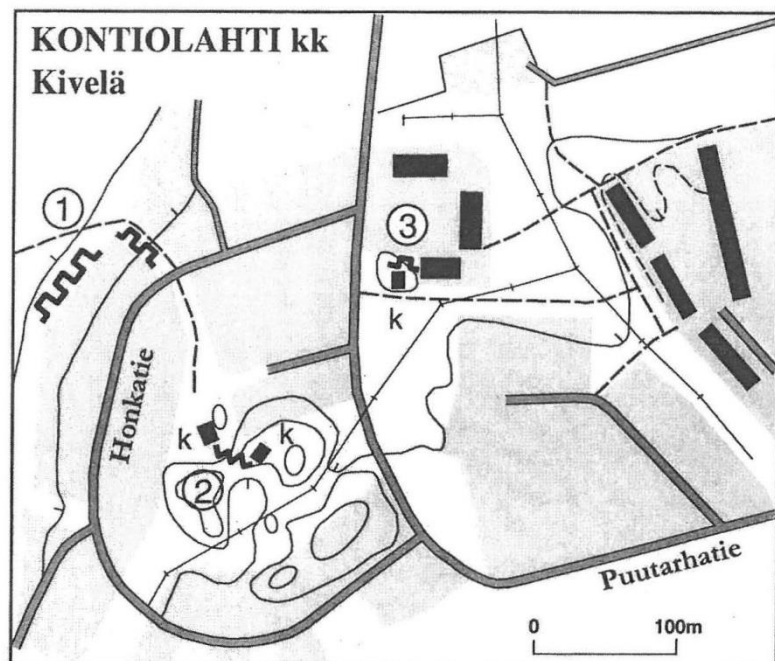 KONTIOLAHTI kk
Kivelä
1
3
k
Honkatie
k
k
2
Puutarhatie
0 100m